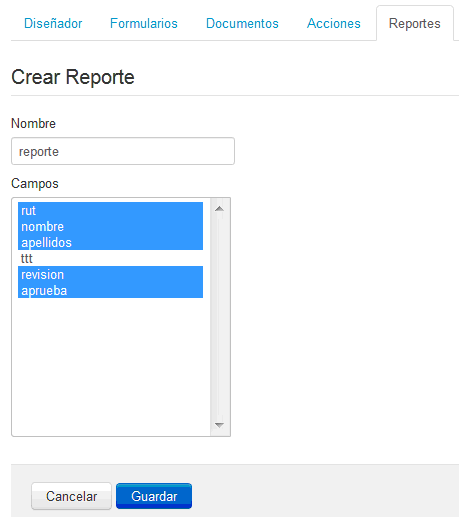 Diseñador Formularios Documentos Acciones Reportes
Crear Reporte
Nombre
reporte
Campos
rut
nombre
apellidos
ttt
revision
aprueba
Cancelar Guardar